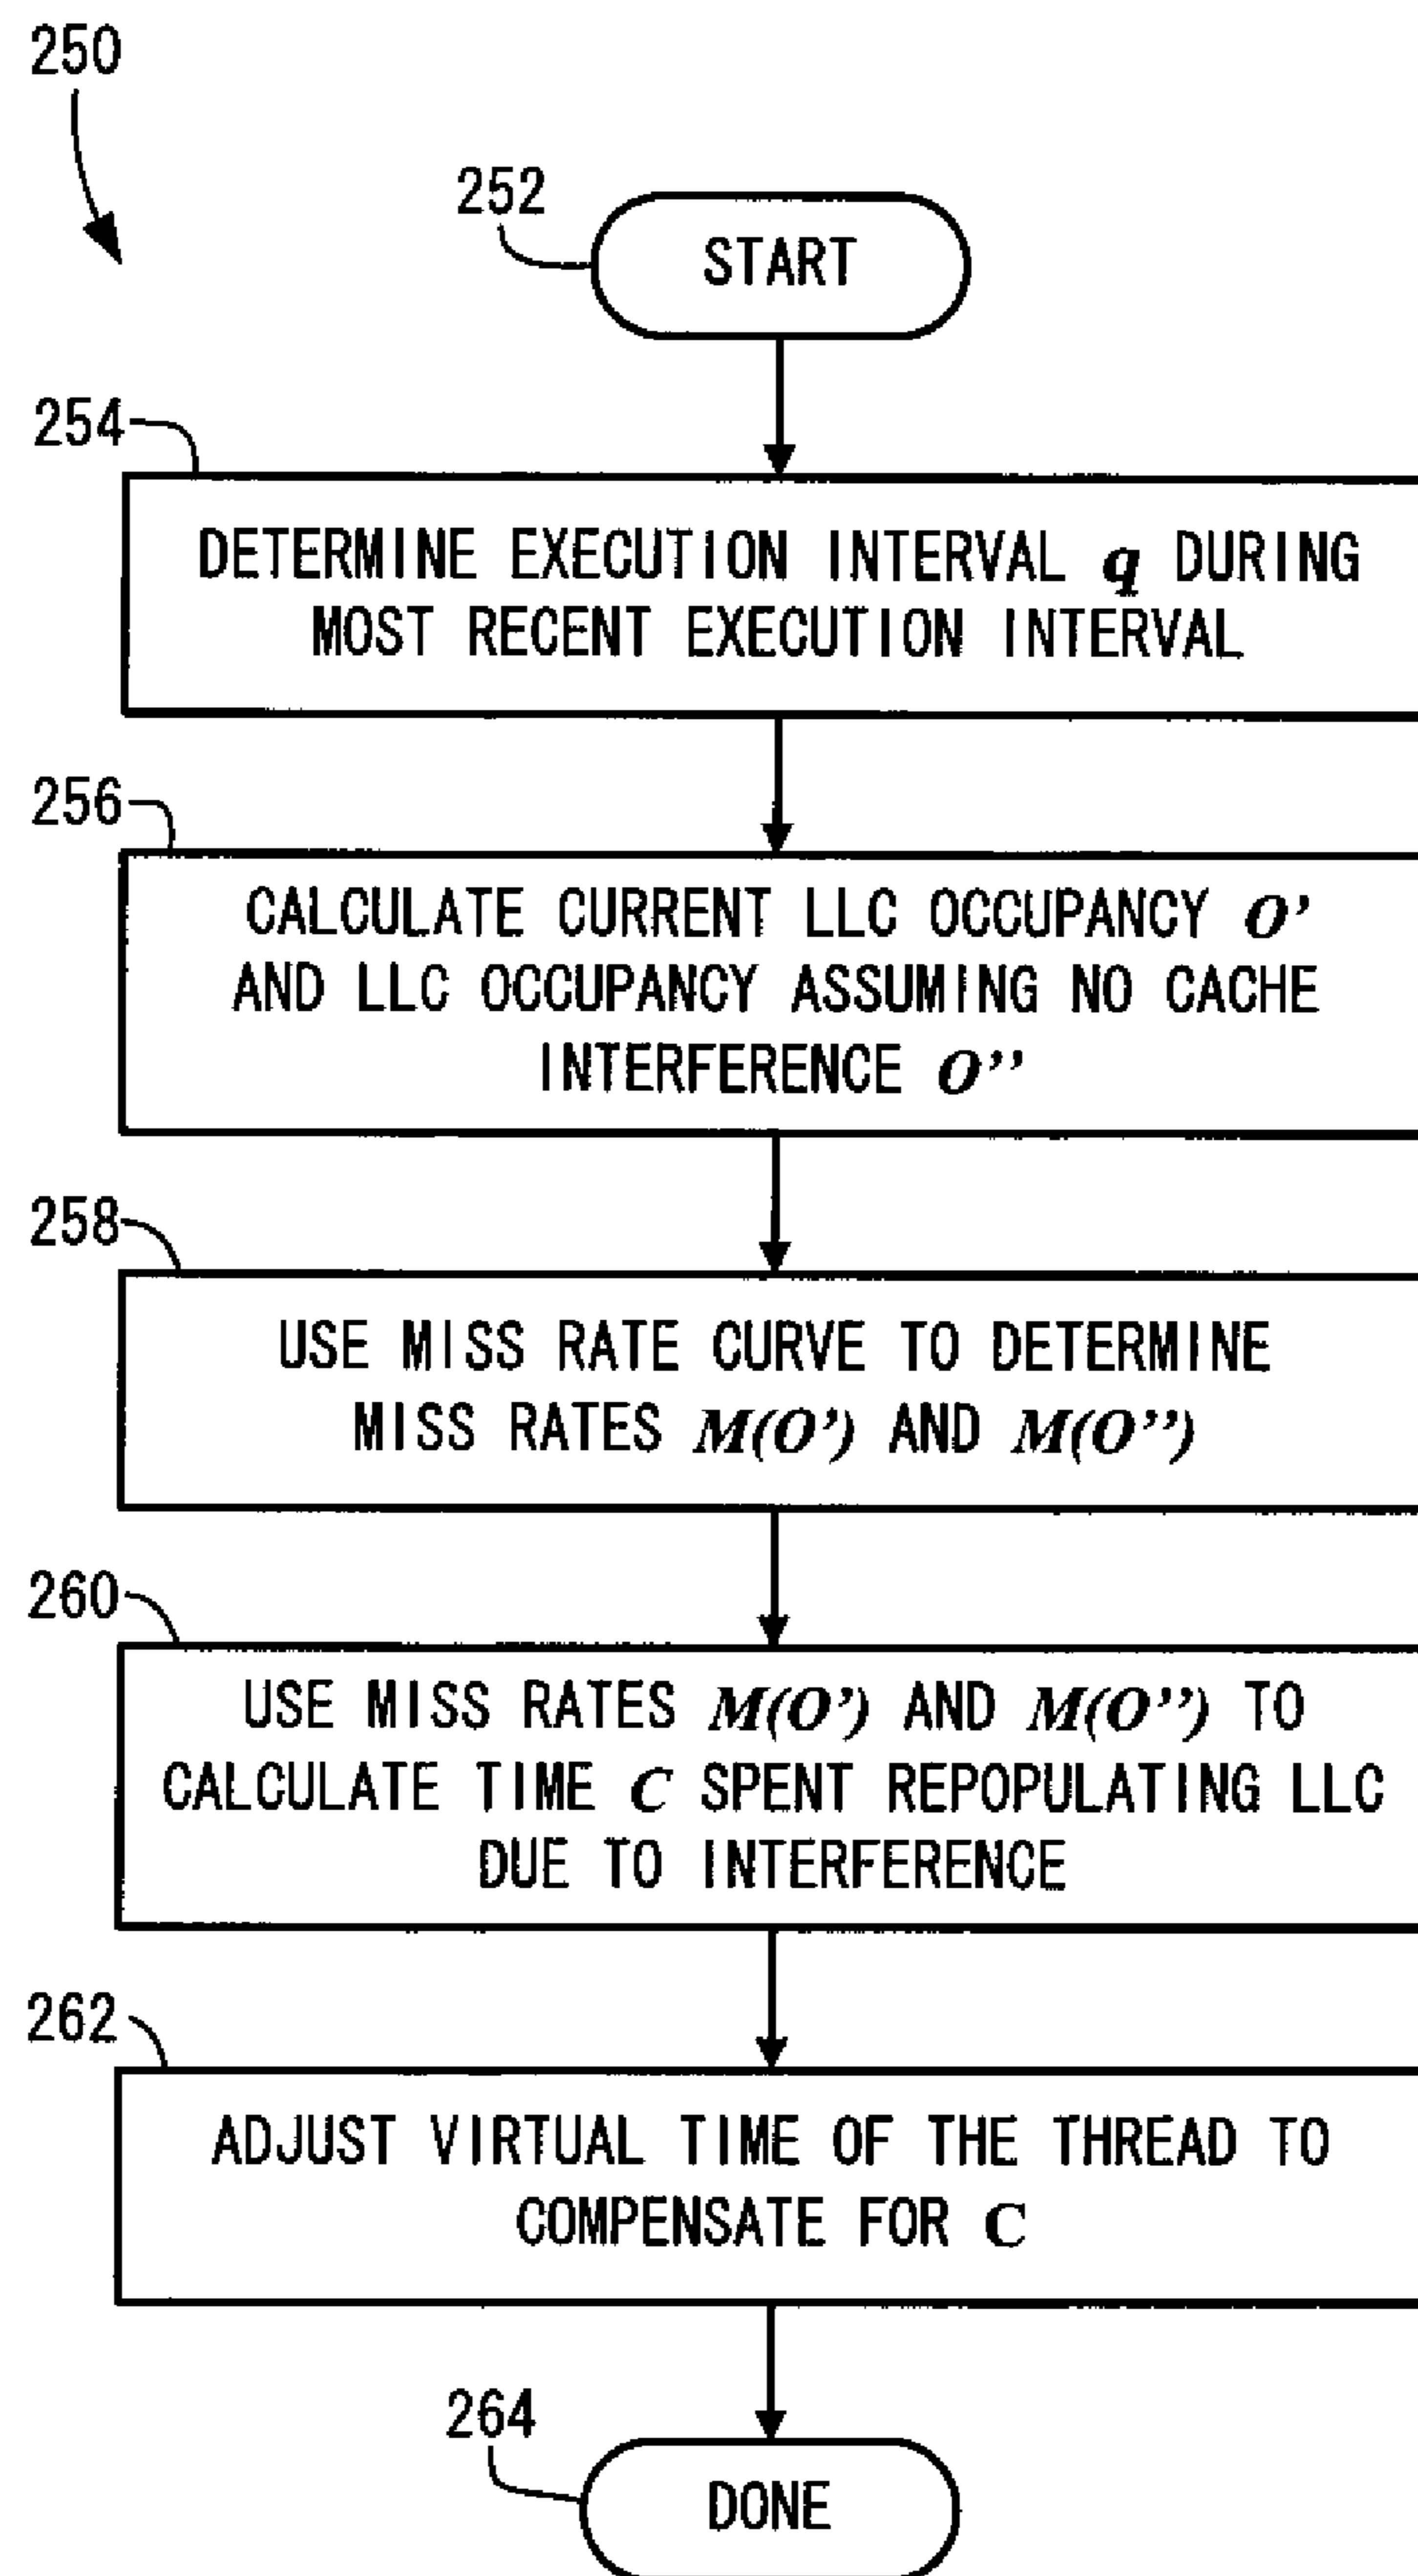 250
252
START
254
DETERMINE EXECUTION INTERVAL q DURING
MOST RECENT EXECUTION INTERVAL
256
CALCULATE CURRENT LLC OCCUPANCY O’
AND LLC OCCUPANCY ASSUMING NO CACHE
INTERFERENCE O’’
258
USE MISS RATE CURVE TO DETERMINE
MISS RATES M(O’) AND M(O’’)
260
USE MISS RATES M(O’) AND M(O’’) TO
CALCULATE TIME C SPENT REPOPULATING LLC
DUE TO INTERFERENCE
262
ADJUST VIRTUAL TIME OF THE THREAD TO
COMPENSATE FOR C
264
DONE